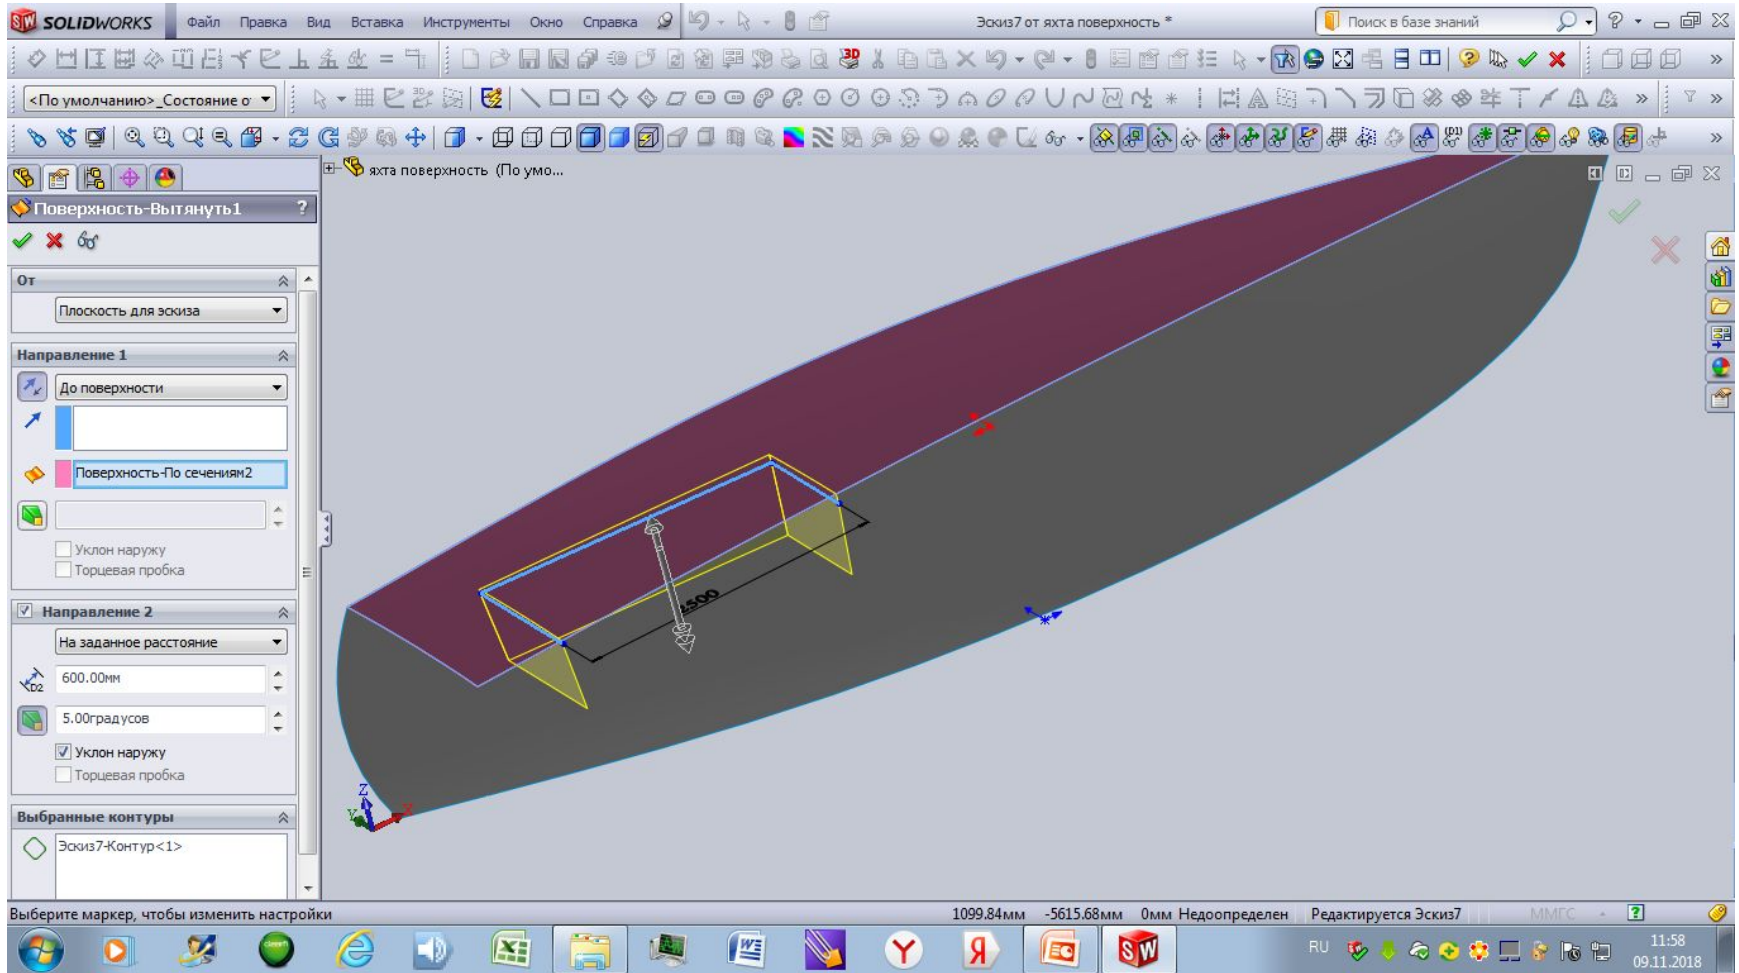 SOLIDWORKS Файл Правка Вид Вставка Инструменты Окно Справка Эскиз7 от яхта поверхность * Поиск в базе знаний ?
3D
<По умолчанию>_Состояние от
яхта поверхность (По умо...
Поверхность-Вытянуть1 ?
От
Плоскость для эскиза
Направление 1
До поверхности
Поверхность-По сечениям2
Уклон наружу
Торцевая пробка
Направление 2
На заданное расстояние
D2 600.00мм
5.00градусов
Уклон наружу
Торцевая пробка
Выбранные контуры
Эскиз7-Контур<1>
2500
Z
Y X
Выберите маркер, чтобы изменить настройки 1099.84мм -5615.68мм 0мм Недоопределен Редактируется Эскиз7 ММГС ?
RU 11:58
09.11.2018